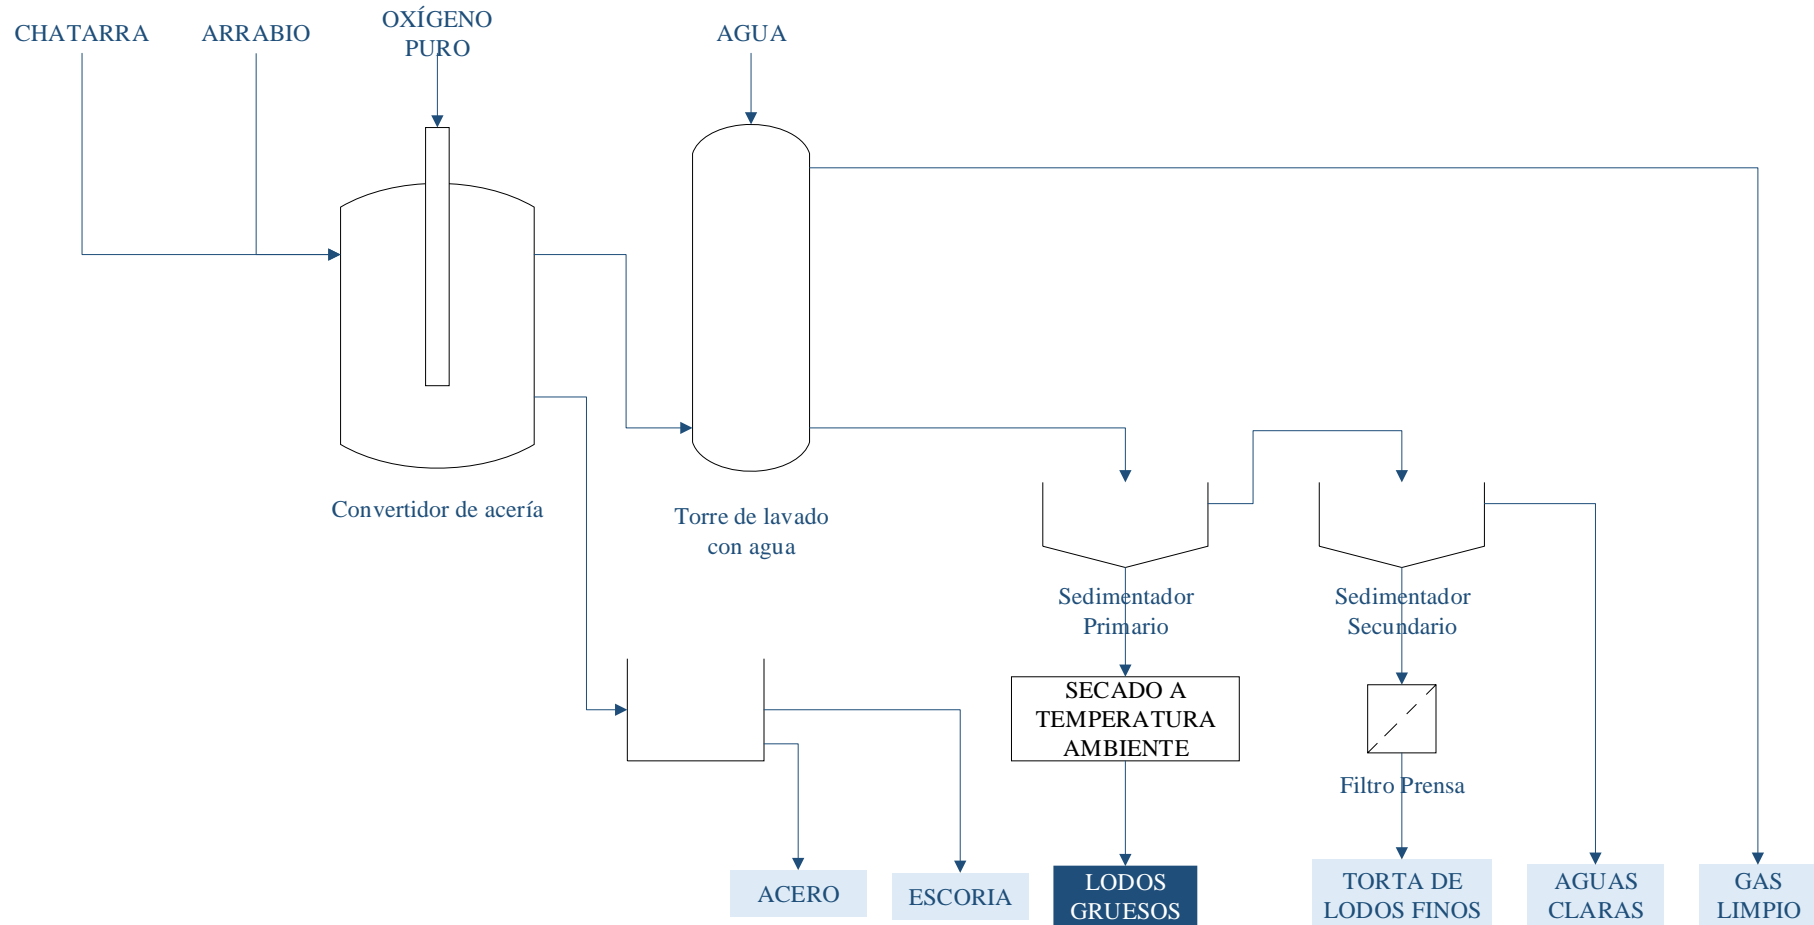 CHATARRA
ARRABIO
OXÍGENO
PURO
AGUA
Convertidor de acería
Torre de lavado
con agua
Sedimentador
Primario
Sedimentador
Secundario
SECADO A
TEMPERATURA
AMBIENTE
Filtro Prensa
ACERO
ESCORIA
LODOS
GRUESOS
TORTA DE
LODOS FINOS
AGUAS
CLARAS
GAS
LIMPIO